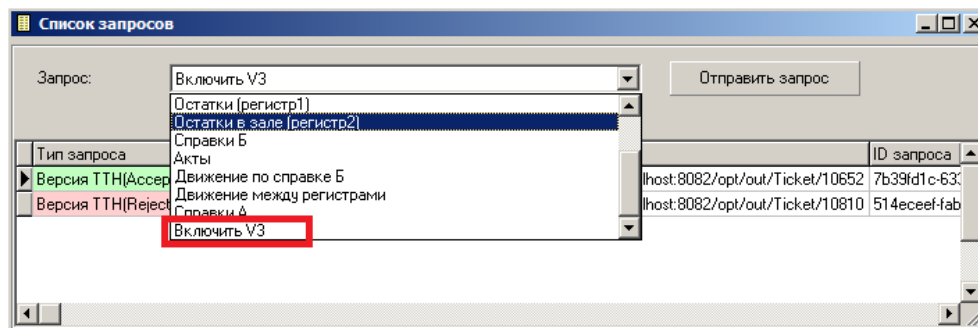 Список запросов
Запрос: Включить V3 Отправить запрос
Остатки (регистр1)
Остатки в зале (регистр2)
Справки Б
Акты
Движение по справке Б
Движение между регистрами
Справки А
Включить V3
Тип запроса ID запроса
Версия ТТН(Accep lhost:8082/opt/out/Ticket/10652 7b39fd1c-633
Версия ТТН(Reject lhost:8082/opt/out/Ticket/10810 514eceef-fab